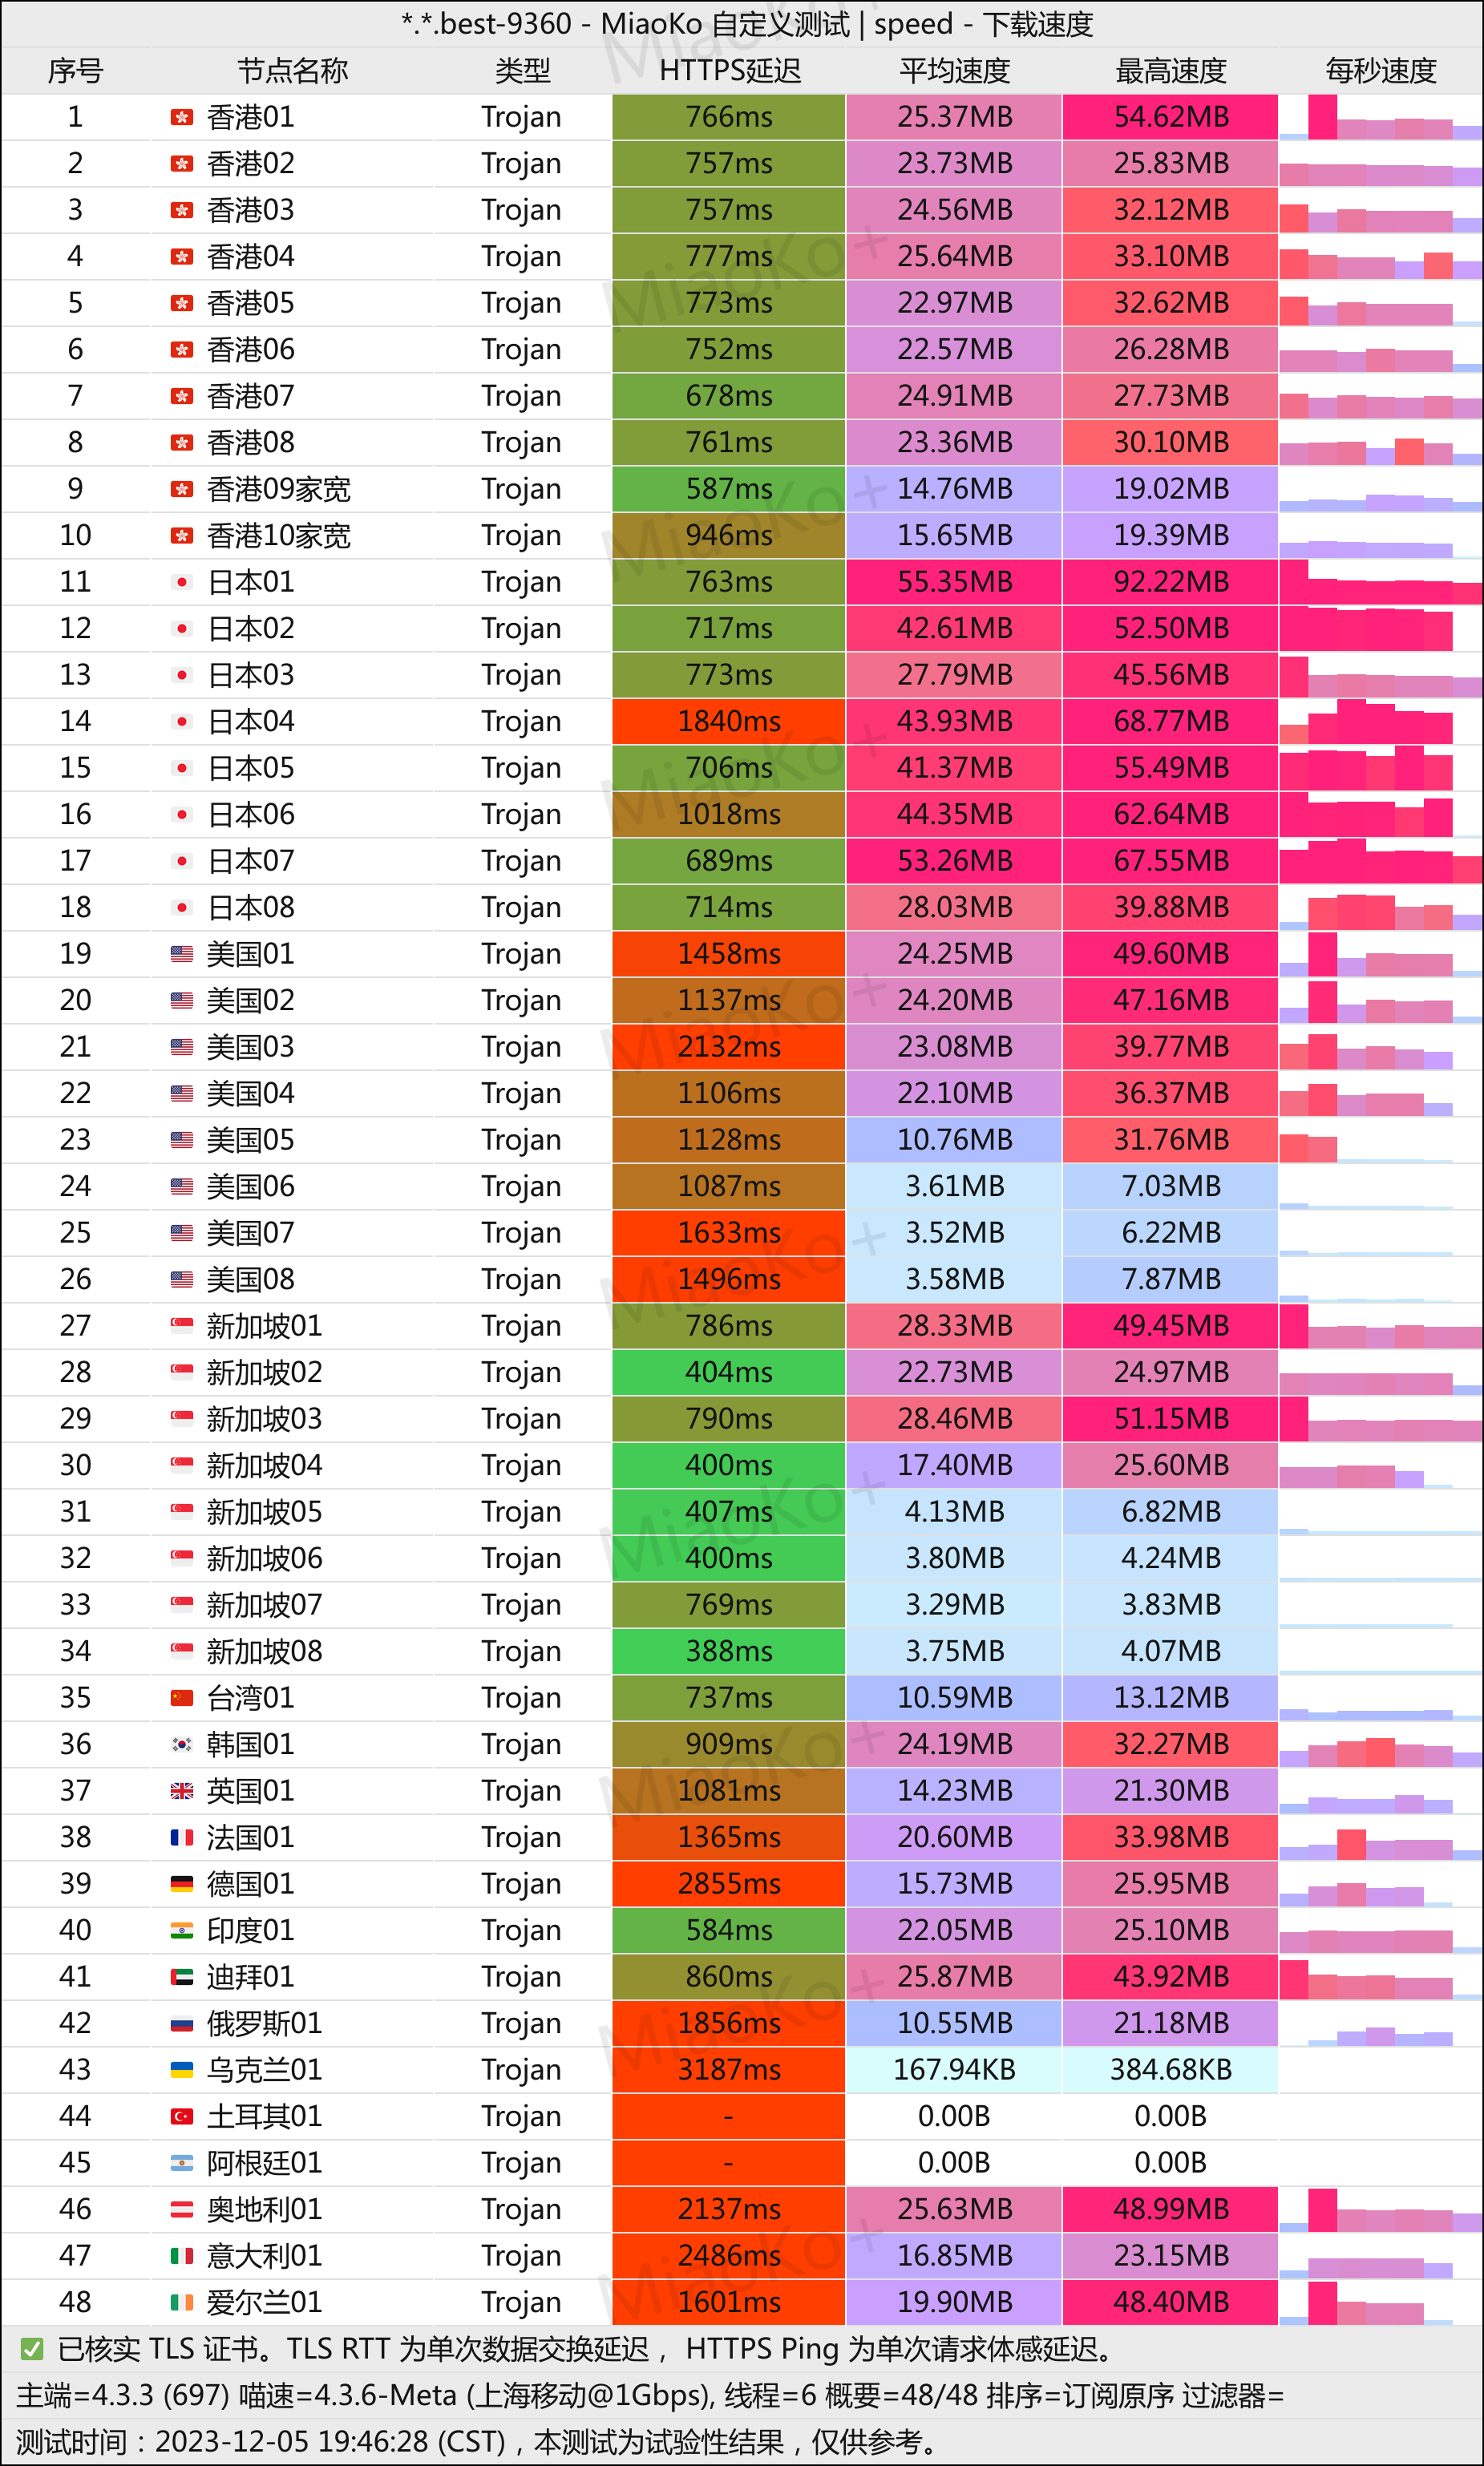 *.*.best-9360 - MiaoKo 自定义测试 | speed - 下载速度
序号 节点名称 类型 HTTPS延迟 平均速度 最高速度 每秒速度
1 香港01 Trojan 766ms 25.37MB 54.62MB
2 香港02 Trojan 757ms 23.73MB 25.83MB
3 香港03 Trojan 757ms 24.56MB 32.12MB
4 香港04 Trojan 777ms 25.64MB 33.10MB
5 香港05 Trojan 773ms 22.97MB 32.62MB
6 香港06 Trojan 752ms 22.57MB 26.28MB
7 香港07 Trojan 678ms 24.91MB 27.73MB
8 香港08 Trojan 761ms 23.36MB 30.10MB
9 香港09家宽 Trojan 587ms 14.76MB 19.02MB
10 香港10家宽 Trojan 946ms 15.65MB 19.39MB
11 日本01 Trojan 763ms 55.35MB 92.22MB
12 日本02 Trojan 717ms 42.61MB 52.50MB
13 日本03 Trojan 773ms 27.79MB 45.56MB
14 日本04 Trojan 1840ms 43.93MB 68.77MB
15 日本05 Trojan 706ms 41.37MB 55.49MB
16 日本06 Trojan 1018ms 44.35MB 62.64MB
17 日本07 Trojan 689ms 53.26MB 67.55MB
18 日本08 Trojan 714ms 28.03MB 39.88MB
19 美国01 Trojan 1458ms 24.25MB 49.60MB
20 美国02 Trojan 1137ms 24.20MB 47.16MB
21 美国03 Trojan 2132ms 23.08MB 39.77MB
22 美国04 Trojan 1106ms 22.10MB 36.37MB
23 美国05 Trojan 1128ms 10.76MB 31.76MB
24 美国06 Trojan 1087ms 3.61MB 7.03MB
25 美国07 Trojan 1633ms 3.52MB 6.22MB
26 美国08 Trojan 1496ms 3.58MB 7.87MB
27 新加坡01 Trojan 786ms 28.33MB 49.45MB
28 新加坡02 Trojan 404ms 22.73MB 24.97MB
29 新加坡03 Trojan 790ms 28.46MB 51.15MB
30 新加坡04 Trojan 400ms 17.40MB 25.60MB
31 新加坡05 Trojan 407ms 4.13MB 6.82MB
32 新加坡06 Trojan 400ms 3.80MB 4.24MB
33 新加坡07 Trojan 769ms 3.29MB 3.83MB
34 新加坡08 Trojan 388ms 3.75MB 4.07MB
35 台湾01 Trojan 737ms 10.59MB 13.12MB
36 韩国01 Trojan 909ms 24.19MB 32.27MB
37 英国01 Trojan 1081ms 14.23MB 21.30MB
38 法国01 Trojan 1365ms 20.60MB 33.98MB
39 德国01 Trojan 2855ms 15.73MB 25.95MB
40 印度01 Trojan 584ms 22.05MB 25.10MB
41 迪拜01 Trojan 860ms 25.87MB 43.92MB
42 俄罗斯01 Trojan 1856ms 10.55MB 21.18MB
43 乌克兰01 Trojan 3187ms 167.94KB 384.68KB
44 土耳其01 Trojan - 0.00B 0.00B
45 阿根廷01 Trojan - 0.00B 0.00B
46 奥地利01 Trojan 2137ms 25.63MB 48.99MB
47 意大利01 Trojan 2486ms 16.85MB 23.15MB
48 爱尔兰01 Trojan 1601ms 19.90MB 48.40MB
✅ 已核实 TLS 证书。TLS RTT 为单次数据交换延迟， HTTPS Ping 为单次请求体感延迟。
主端=4.3.3 (697) 喵速=4.3.6-Meta (上海移动@1Gbps), 线程=6 概要=48/48 排序=订阅原序 过滤器=
测试时间：2023-12-05 19:46:28 (CST)，本测试为试验性结果，仅供参考。